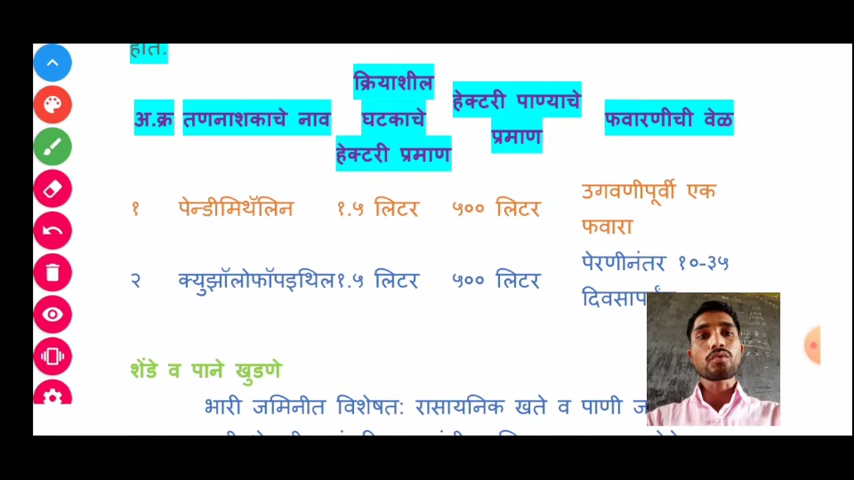 होते.
क्रियाशील
घटकाचे
हेक्टरी प्रमाण
हेक्टरी पाण्याचे
प्रमाण
अ.क्र तणनाशकाचे नाव
फवारणीची वेळ
१ पेन्डीमिथॅलिन १.५ लिटर ५०० लिटर उगवणीपूर्वी एक
फवारा
२ क्युझॉलोफॉपइथिल १.५ लिटर ५०० लिटर पेरणीनंतर १०-३५
शेंडे व पाने खुडणे
भारी जमिनीत विशेषत: रासायनिक खते व पाणी